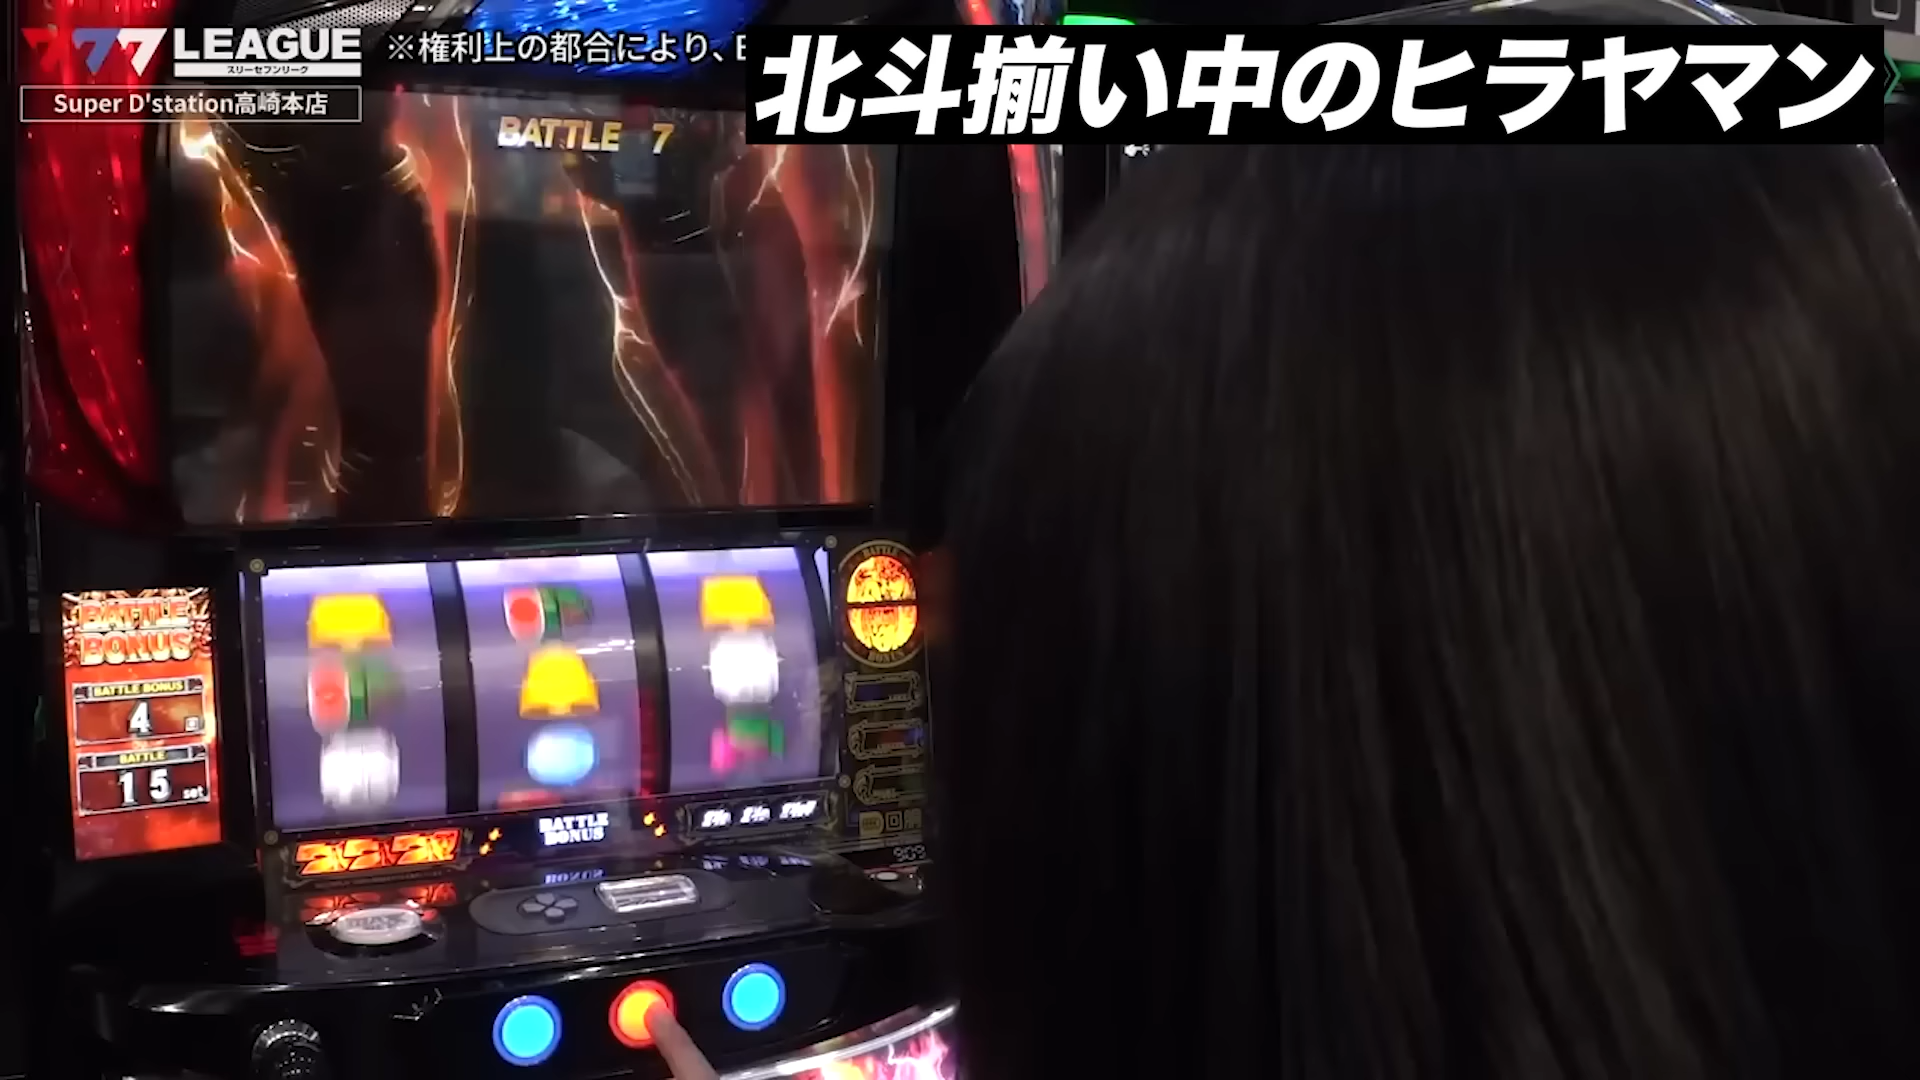 777 LEAGUE
スリーセブンリーグ
Super D'station高崎本店
※権利上の都合により、B
北斗揃い中のヒラヤマン
BATTLE 7
BATTLE
BONUS
BATTLE BONUS
4
BATTLE
15 set
BATTLE
BONUS